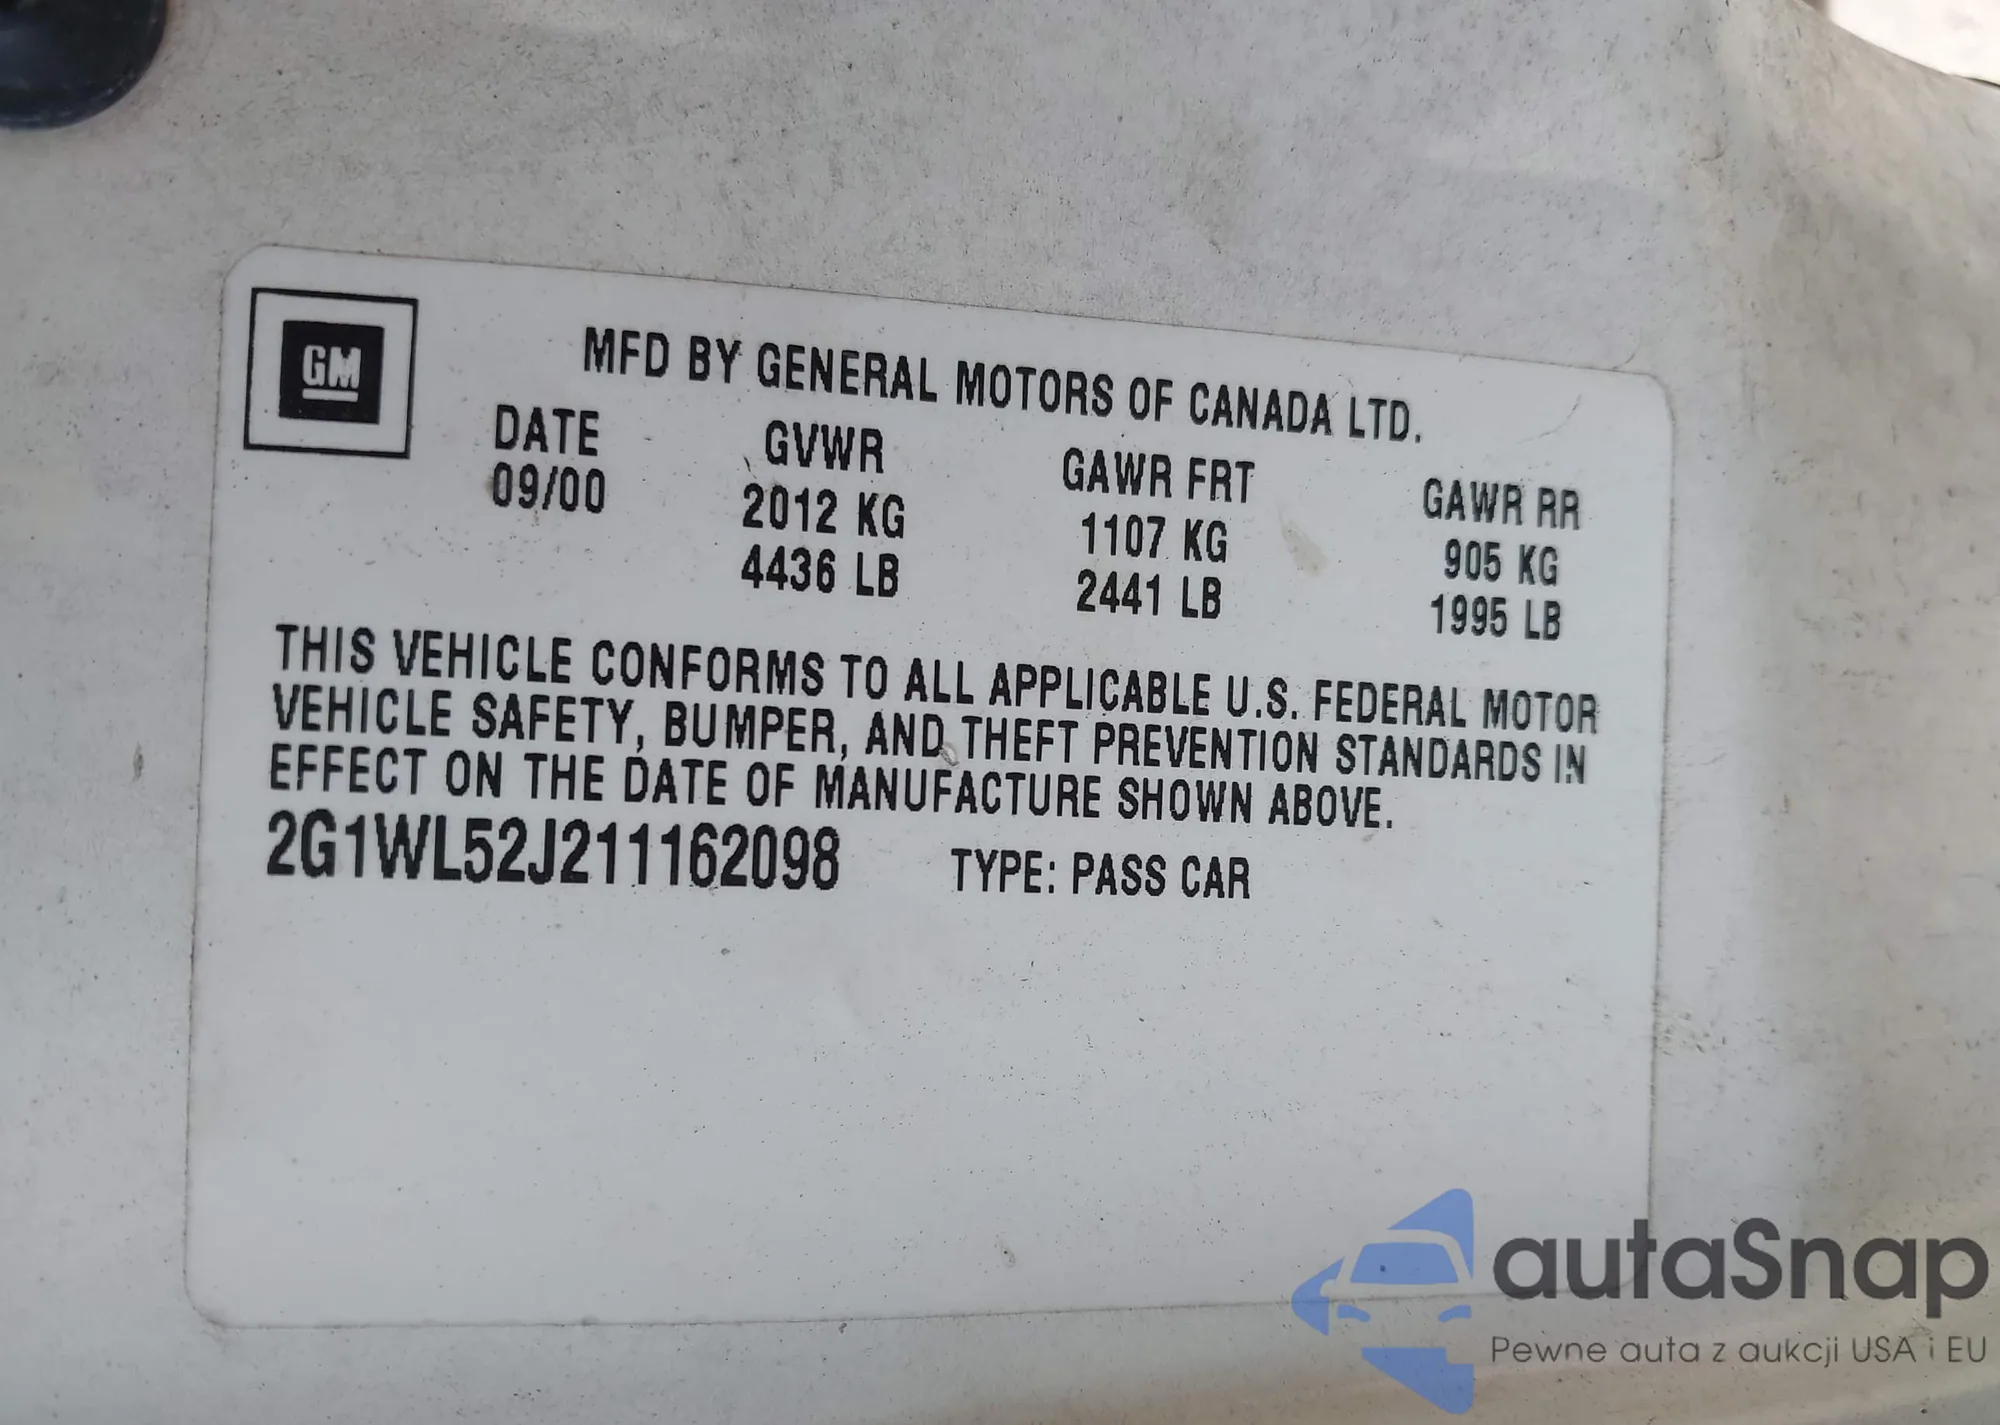 GM
MFD BY GENERAL MOTORS OF CANADA LTD.
DATE GVWR GAWR FRT GAWR RR
09/00 2012 KG 1107 KG 905 KG
4436 LB 2441 LB 1995 LB
THIS VEHICLE CONFORMS TO ALL APPLICABLE U.S. FEDERAL MOTOR
VEHICLE SAFETY, BUMPER, AND THEFT PREVENTION STANDARDS IN
EFFECT ON THE DATE OF MANUFACTURE SHOWN ABOVE.
2G1WL52J211162098 TYPE: PASS CAR
autaSnap
Pewne auta z aukcji USA i EU